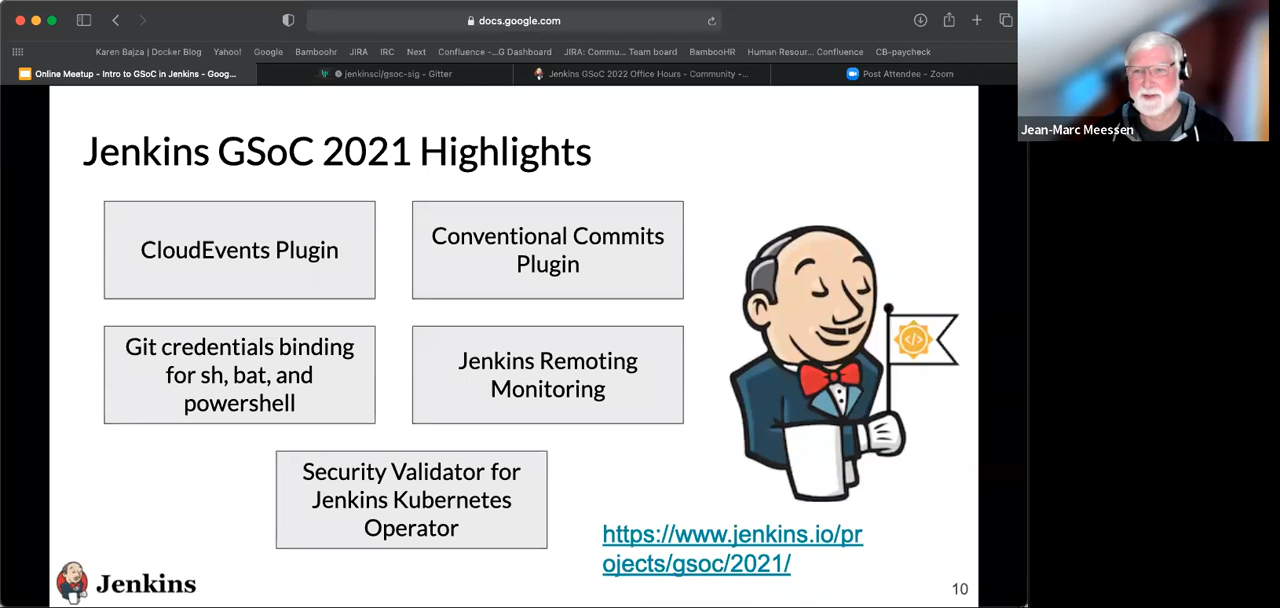 docs.google.com
Karen Bajza | Docker Blog Yahoo! Google Bamboohr JIRA IRC Next Confluence -...G Dashboard JIRA: Commu... Team board BambooHR Human Resour... Confluence CB-paycheck
Online Meetup - Intro to GSoC in Jenkins - Goog... jenkinsci/gsoc-sig - Gitter Jenkins GSoC 2022 Office Hours - Community -... Post Attendee - Zoom
Jean-Marc Meessen
Jenkins GSoC 2021 Highlights
CloudEvents Plugin
Conventional Commits
Plugin
Git credentials binding
for sh, bat, and
powershell
Jenkins Remoting
Monitoring
</>
Security Validator for
Jenkins Kubernetes
Operator
https://www.jenkins.io/pr
ojects/gsoc/2021/
Jenkins
10